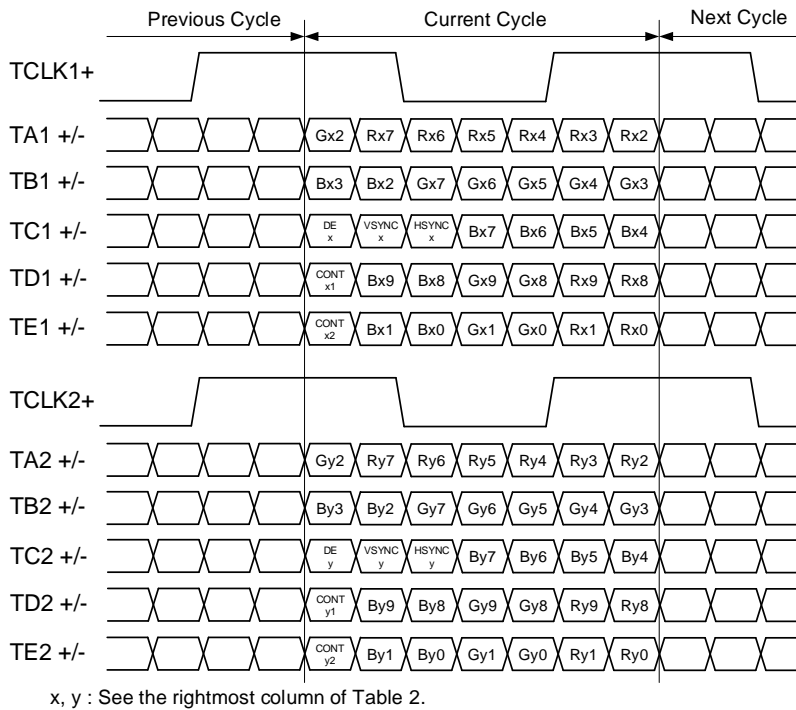 Previous Cycle Current Cycle Next Cycle
TCLK1+
TA1 +/- Gx2 Rx7 Rx6 Rx5 Rx4 Rx3 Rx2
TB1 +/- Bx3 Bx2 Gx7 Gx6 Gx5 Gx4 Gx3
TC1 +/- DE x VSYNC x HSYNC x Bx7 Bx6 Bx5 Bx4
TD1 +/- CONT x1 Bx9 Bx8 Gx9 Gx8 Rx9 Rx8
TE1 +/- CONT x2 Bx1 Bx0 Gx1 Gx0 Rx1 Rx0
TCLK2+
TA2 +/- Gy2 Ry7 Ry6 Ry5 Ry4 Ry3 Ry2
TB2 +/- By3 By2 Gy7 Gy6 Gy5 Gy4 Gy3
TC2 +/- DE y VSYNC y HSYNC y By7 By6 By5 By4
TD2 +/- CONT y1 By9 By8 Gy9 Gy8 Ry9 Ry8
TE2 +/- CONT y2 By1 By0 Gy1 Gy0 Ry1 Ry0
x, y : See the rightmost column of Table 2.